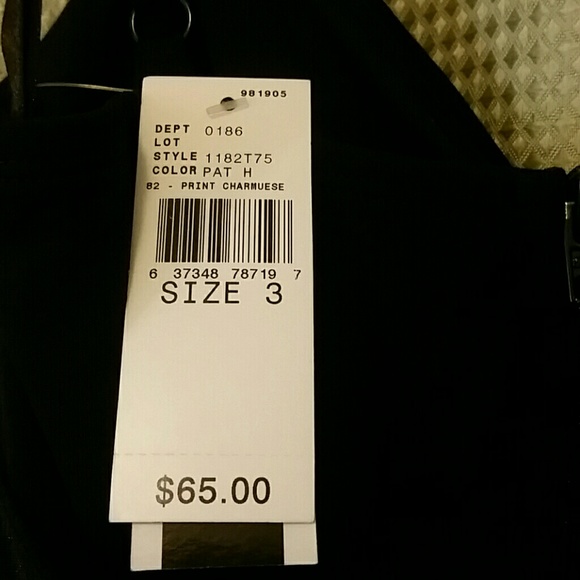 981905
DEPT 0186
LOT
STYLE 1182T75
COLOR PAT H
82 - PRINT CHARMUESE
6 37348 78719 7
SIZE 3
$65.00